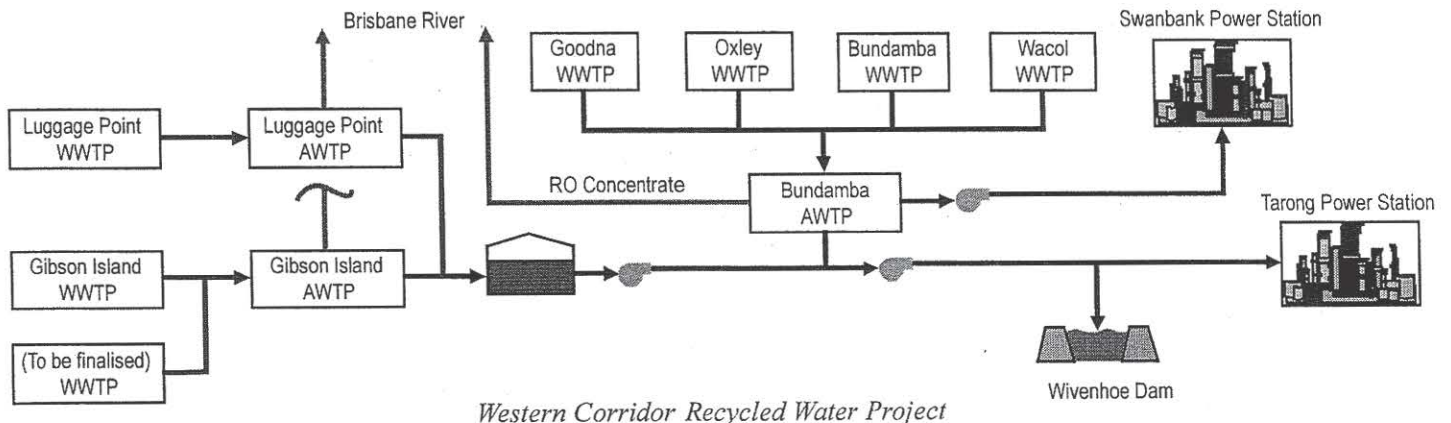 Brisbane River
Swanbank Power Station
Goodna
WWTP
Oxley
WWTP
Bundamba
WWTP
Wacol
WWTP
Luggage Point
WWTP
Luggage Point
AWTP
RO Concentrate
Bundamba
AWTP
Tarong Power Station
Gibson Island
WWTP
Gibson Island
AWTP
(To be finalised)
WWTP
Wivenhoe Dam
Western Corridor Recycled Water Project